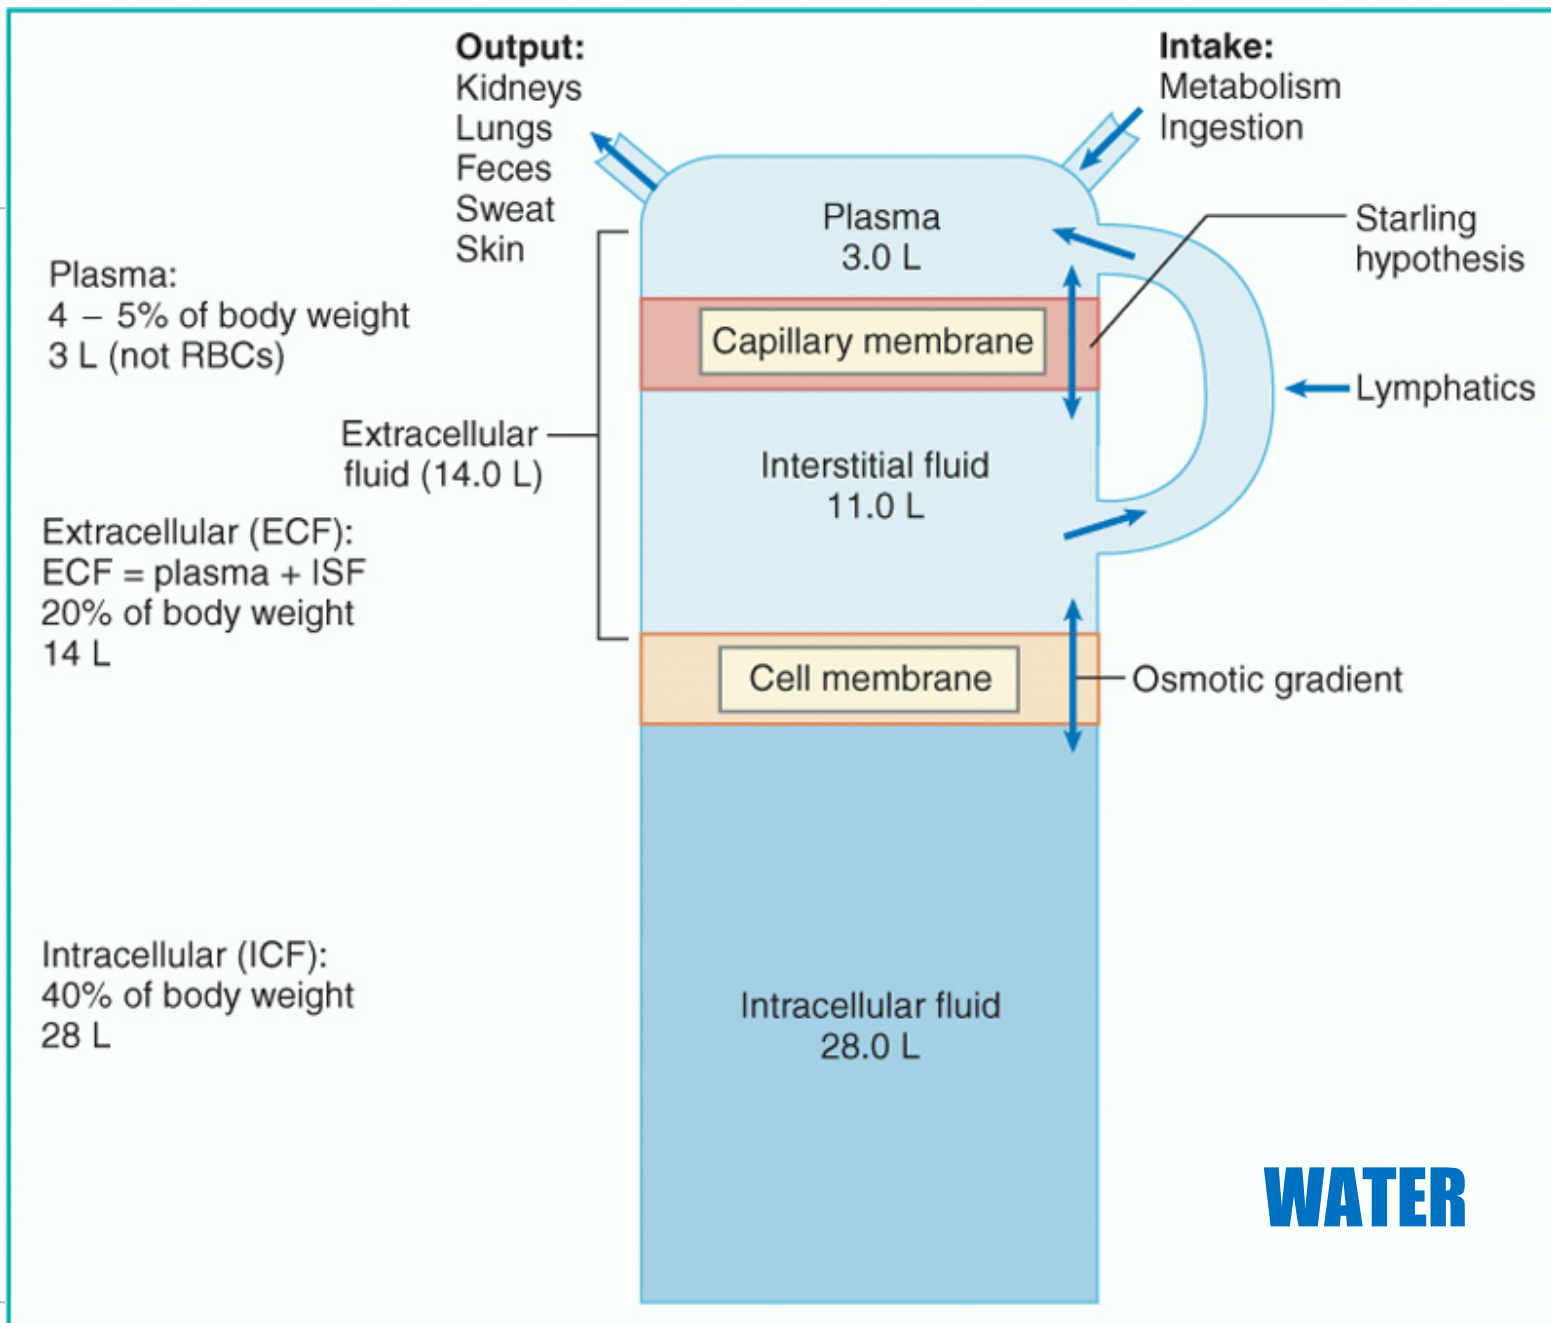 Output:
Kidneys
Lungs
Feces
Sweat
Skin
Intake:
Metabolism
Ingestion
Plasma
3.0 L
Starling
hypothesis
Plasma:
4 – 5% of body weight
3 L (not RBCs)
Capillary membrane
Lymphatics
Extracellular
fluid (14.0 L)
Interstitial fluid
11.0 L
Extracellular (ECF):
ECF = plasma + ISF
20% of body weight
14 L
Cell membrane
Osmotic gradient
Intracellular (ICF):
40% of body weight
28 L
Intracellular fluid
28.0 L
WATER